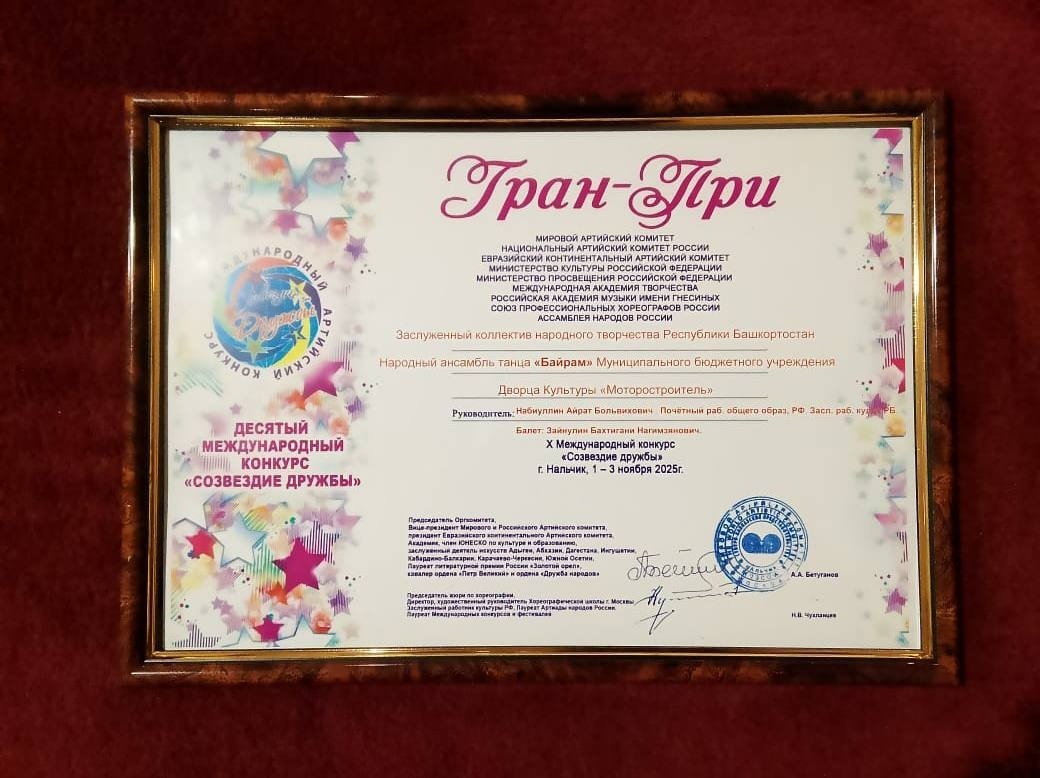 Гран-При
МИРОВОЙ АРТИЙСКИЙ КОМИТЕТ
НАЦИОНАЛЬНЫЙ АРТИЙСКИЙ КОМИТЕТ РОССИИ
ЕВРАЗИЙСКИЙ КОНТИНЕНТАЛЬНЫЙ АРТИЙСКИЙ КОМИТЕТ
МИНИСТЕРСТВО КУЛЬТУРЫ РОССИЙСКОЙ ФЕДЕРАЦИИ
МИНИСТЕРСТВО ПРОСВЕЩЕНИЯ РОССИЙСКОЙ ФЕДЕРАЦИИ
МЕЖДУНАРОДНАЯ АКАДЕМИЯ ТВОРЧЕСТВА
РОССИЙСКАЯ АКАДЕМИЯ МУЗЫКИ ИМЕНИ ГНЕСИНЫХ
СОЮЗ ПРОФЕССИОНАЛЬНЫХ ХОРЕОГРАФОВ РОССИИ
АССАМБЛЕЯ НАРОДОВ РОССИИ
Заслуженный коллектив народного творчества Республики Башкортостан
Народный ансамбль танца «Байрам» Муниципального бюджетного учреждения
Дворца Культуры «Моторостроитель»
Руководитель: Набиуллин Айрат Больвихович . Почётный раб. общего образ, РФ. Засл. раб. культ. РБ.
Балет: Зайнулин Бахтигани Нагимзянович.
X Международный конкурс
«Созвездие дружбы»
г. Нальчик, 1 – 3 ноября 2025г.
МЕЖДУНАРОДНЫЙ АРТИЙСКИЙ КОНКУРС
Созвездие
Дружбы
ДЕСЯТЫЙ
МЕЖДУНАРОДНЫЙ
КОНКУРС
«СОЗВЕЗДИЕ ДРУЖБЫ»
Председатель Оргкомитета,
Вице-президент Мирового и Российского Артийского комитета,
президент Евразийского континентального Артийского комитета,
Академик, член ЮНЕСКО по культуре и образованию,
заслуженный деятель искусств Адыгеи, Абхазии, Дагестана, Ингушетии,
Кабардино-Балкарии, Карачаево-Черкесии, Южной Осетии,
Лауреат литературной премии России «Золотой орел»,
кавалер ордена «Петр Великий» и ордена «Дружба народов»
А.А. Бетуганов
Председатель жюри по хореографии.
Директор, художественный руководитель Хореографической школы г. Москвы
Заслуженный работник культуры РФ, Лауреат Артиады народов России.
Лауреат Международных конкурсов и фестивалей
Н.В. Чухланцев